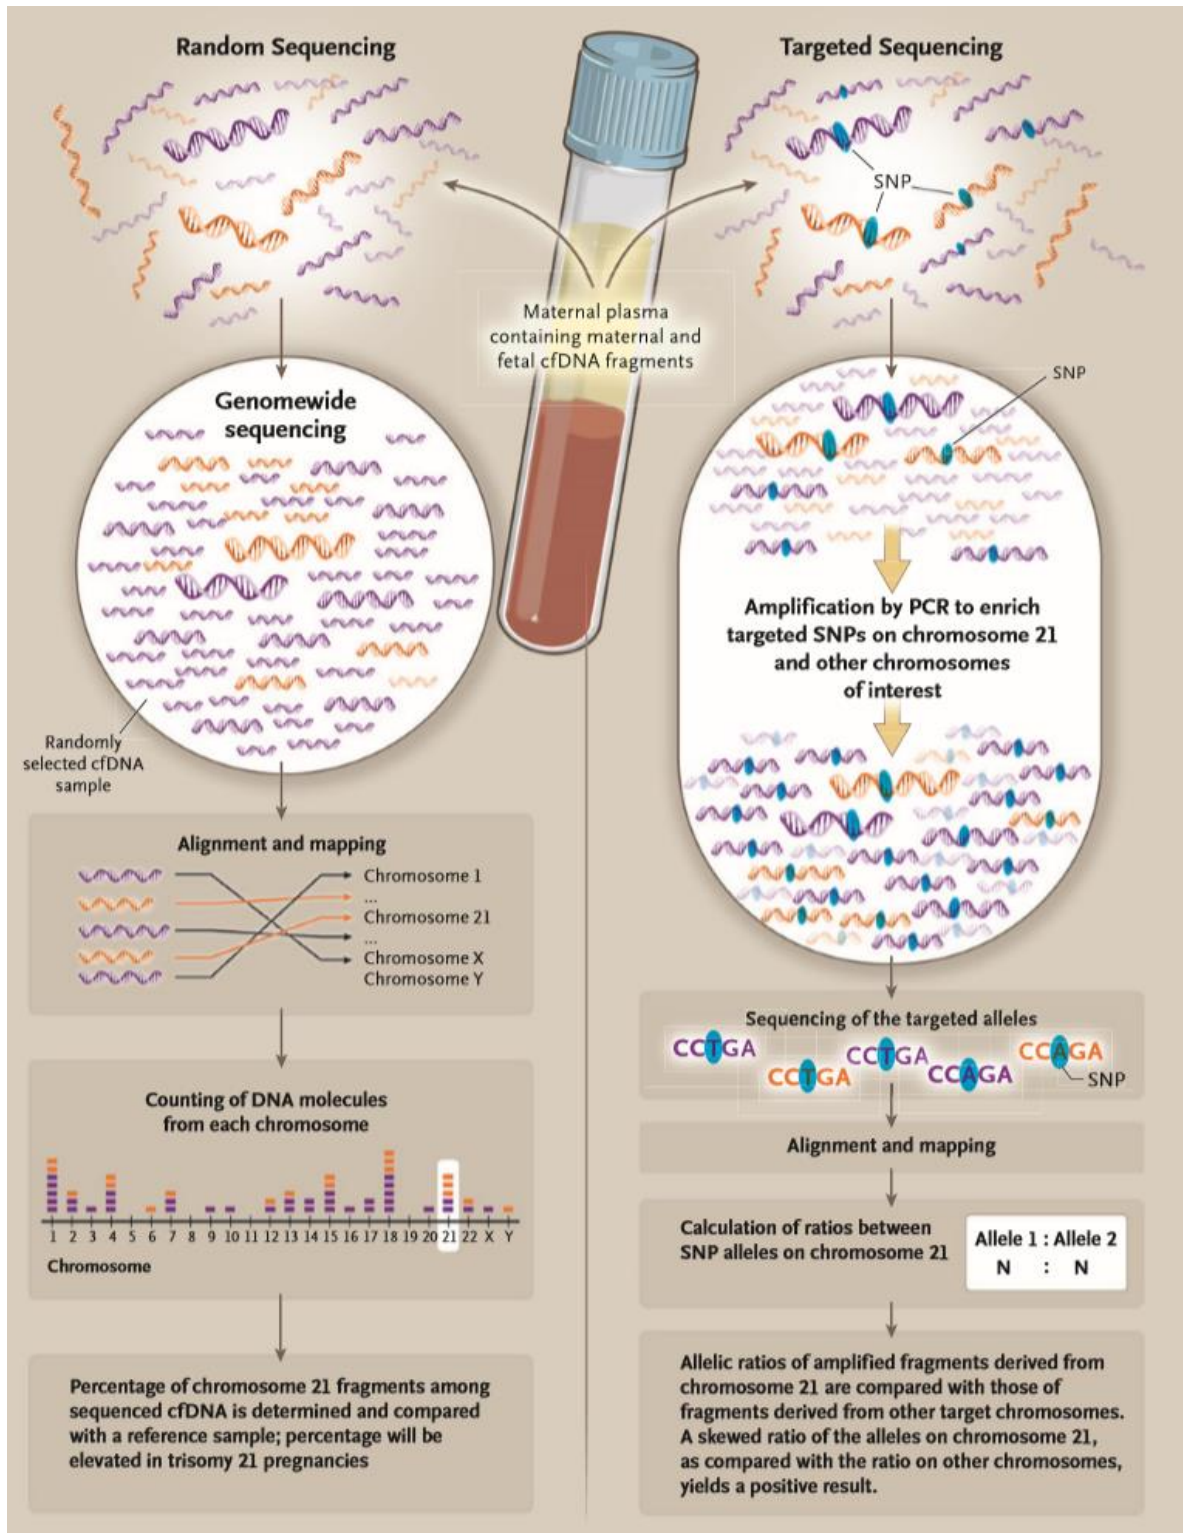 Random Sequencing
Targeted Sequencing
SNP
Maternal plasma
containing maternal and
fetal cfDNA fragments
Genomewide
sequencing
Randomly
selected cfDNA
sample
SNP
Amplification by PCR to enrich
targeted SNPs on chromosome 21
and other chromosomes
of interest
Alignment and mapping
Chromosome 1
...
Chromosome 21
...
Chromosome X
Chromosome Y
Counting of DNA molecules
from each chromosome
1 2 3 4 5 6 7 8 9 10 11 12 13 14 15 16 17 18 19 20 21 22 X Y
Chromosome
Percentage of chromosome 21 fragments among
sequenced cfDNA is determined and compared
with a reference sample; percentage will be
elevated in trisomy 21 pregnancies
Sequencing of the targeted alleles
CCTGA
CCTGA
CCTGA
CCAGA
CCAGA
SNP
Alignment and mapping
Calculation of ratios between
SNP alleles on chromosome 21
Allele 1 : Allele 2
N : N
Allelic ratios of amplified fragments derived from
chromosome 21 are compared with those of
fragments derived from other target chromosomes.
A skewed ratio of the alleles on chromosome 21,
as compared with the ratio on other chromosomes,
yields a positive result.